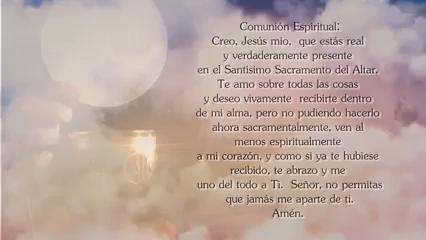 Comunión Espiritual:
Creo, Jesús mio, que estás real
y verdaderamente presente
en el Santisimo Sacramento del Altar.
Te amo sobre todas las cosas
y deseo vivamente recibirte dentro
de mi alma, pero no pudiendo hacerlo
ahora sacramentalmente, ven al
menos espiritualmente
a mi corazón, y como si ya te hubiese
recibido, te abrazo y me
uno del todo a Ti. Señor, no permitas
que jamás me aparte de ti.
Amén.